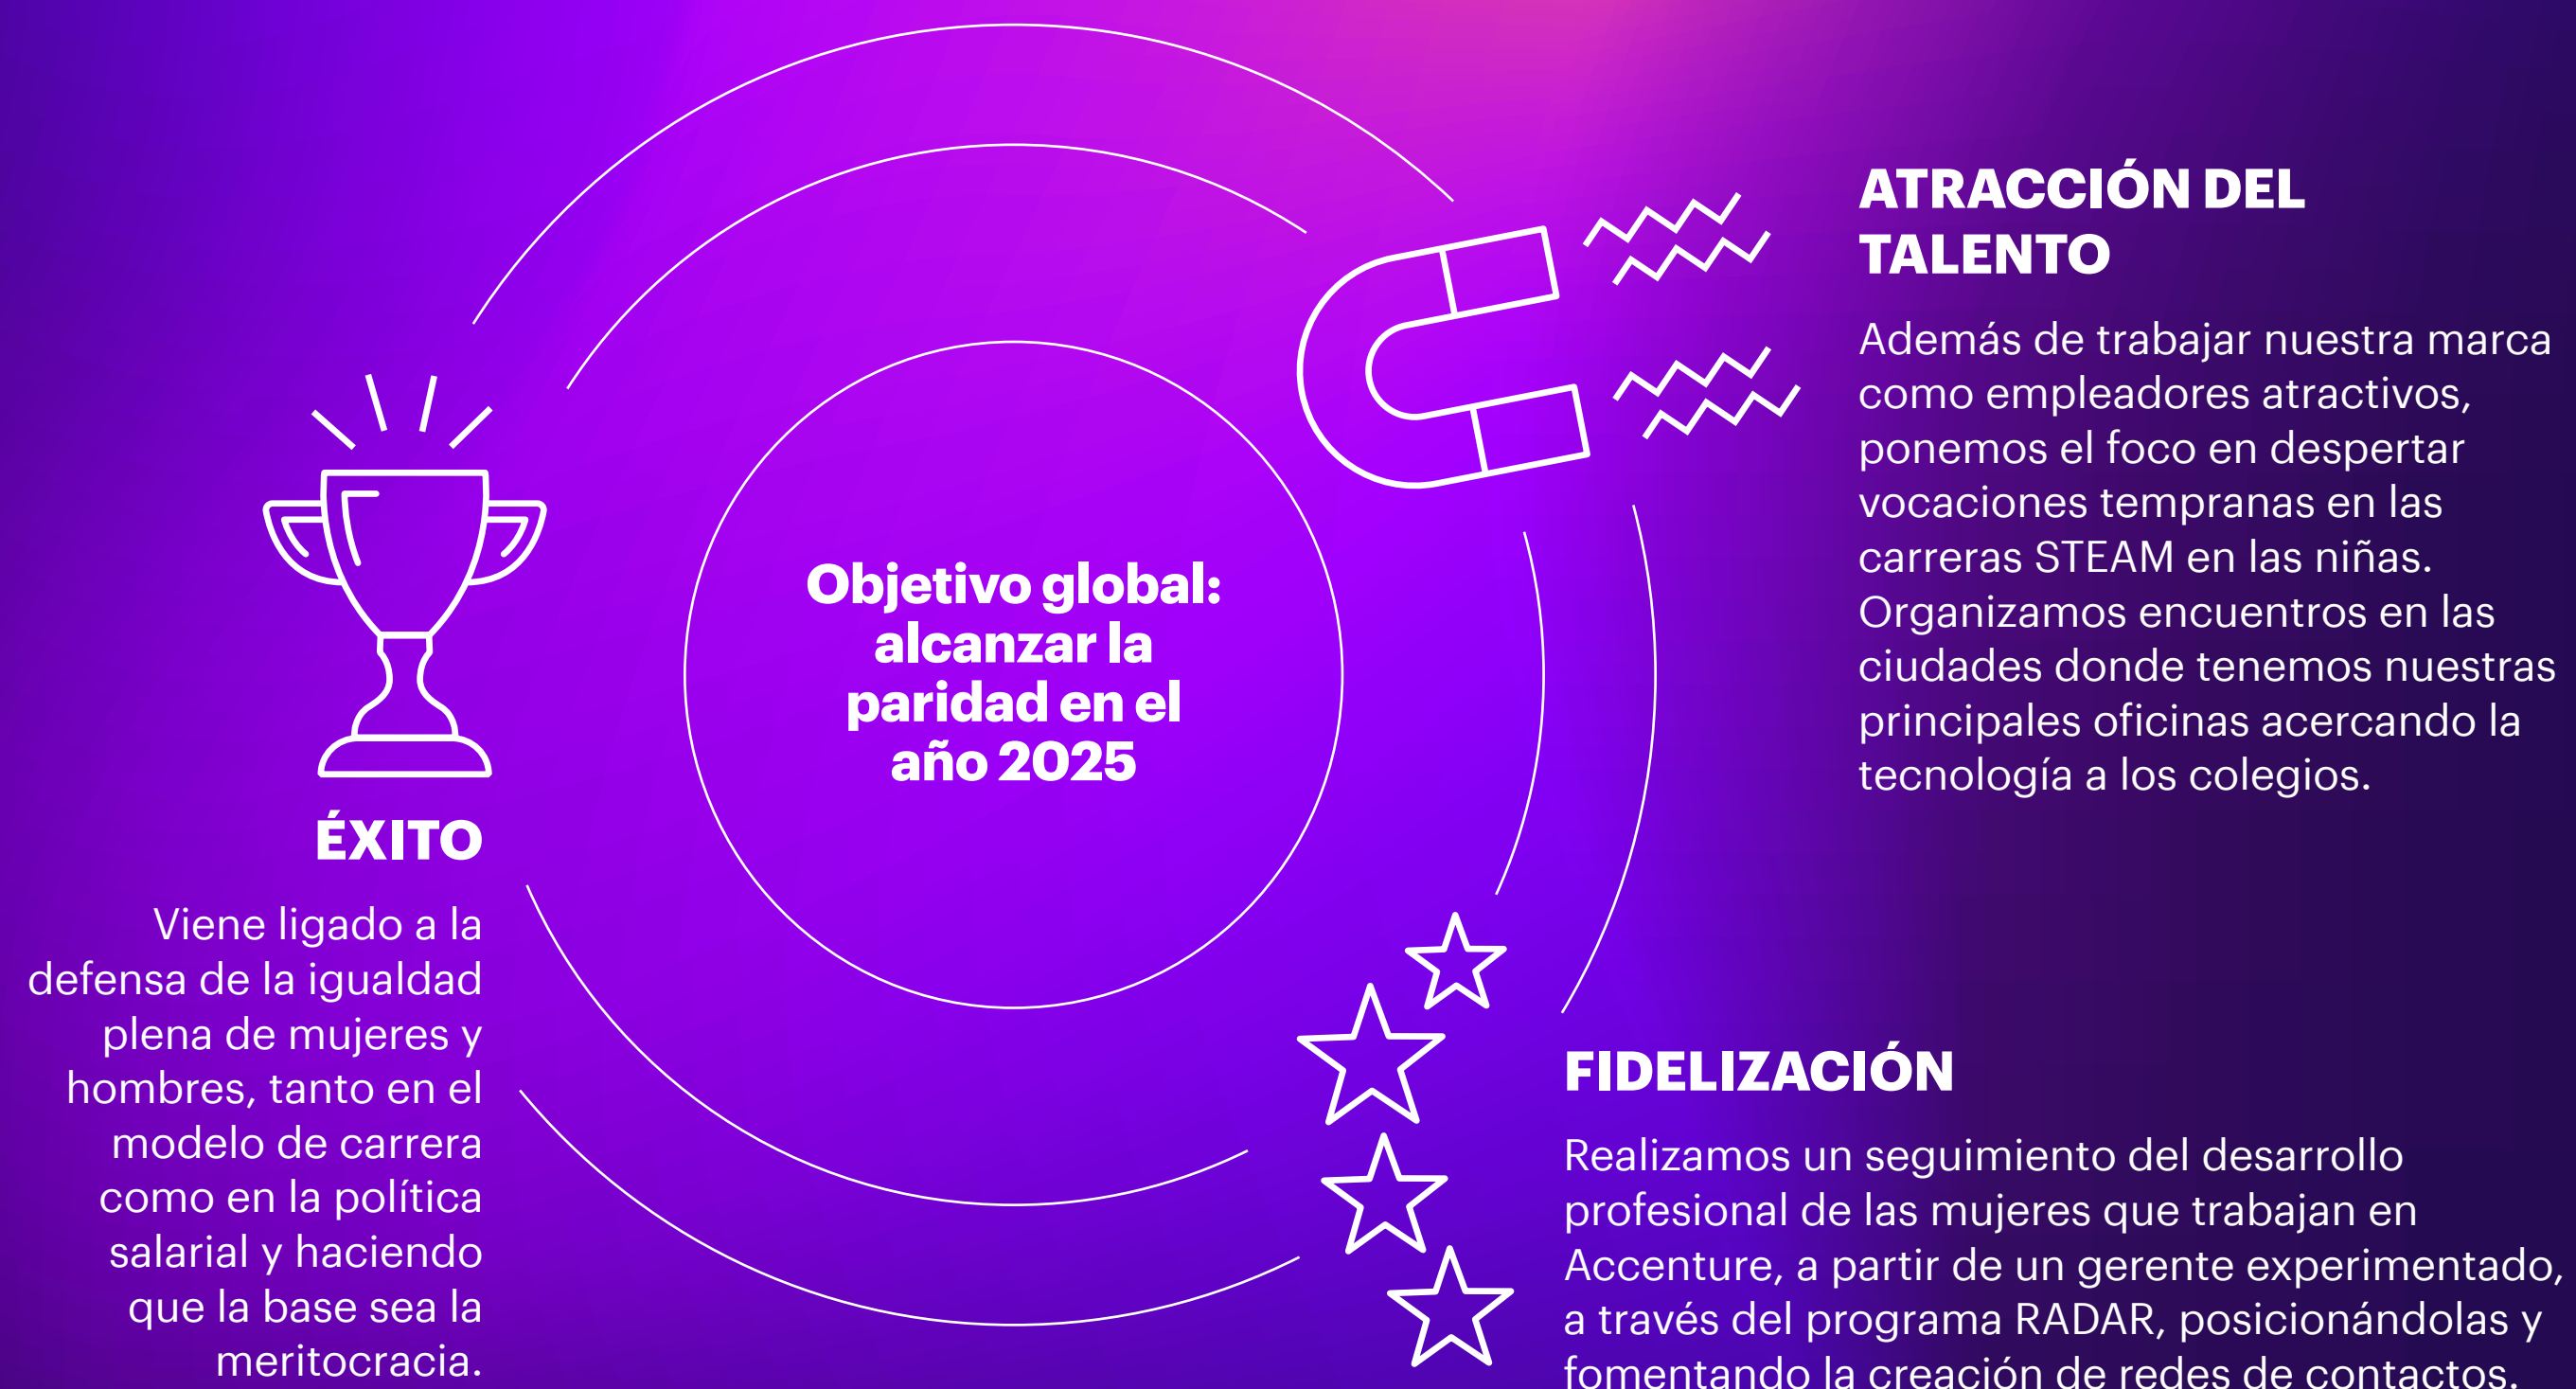 ATRACCIÓN DEL
TALENTO
Además de trabajar nuestra marca
como empleadores atractivos,
ponemos el foco en despertar
vocaciones tempranas en las
carreras STEAM en las niñas.
Organizamos encuentros en las
ciudades donde tenemos nuestras
principales oficinas acercando la
tecnología a los colegios.
Objetivo global:
alcanzar la
paridad en el
año 2025
ÉXITO
Viene ligado a la
defensa de la igualdad
plena de mujeres y
hombres, tanto en el
modelo de carrera
como en la política
salarial y haciendo
que la base sea la
meritocracia.
FIDELIZACIÓN
Realizamos un seguimiento del desarrollo
profesional de las mujeres que trabajan en
Accenture, a partir de un gerente experimentado,
a través del programa RADAR, posicionándolas y
fomentando la creación de redes de contactos.